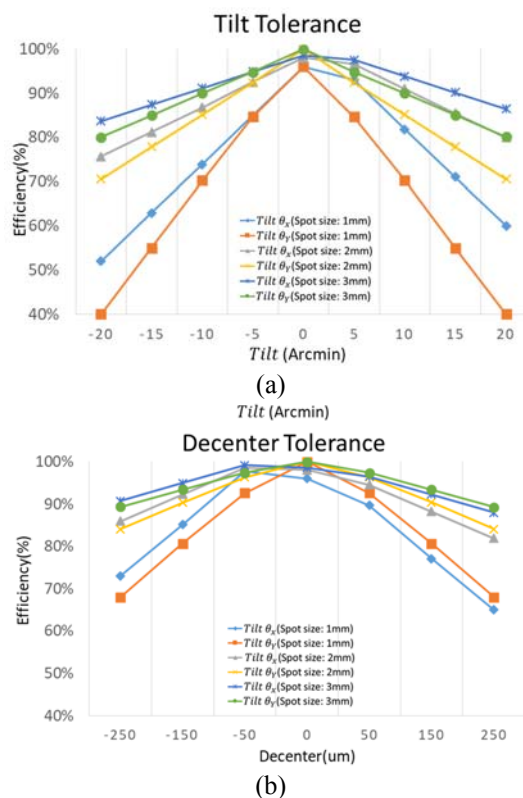 Tilt Tolerance
100%
90%
80%
70%
60%
50%
40%
Efficiency(%)
Tilt θx(Spot size: 1mm)
Tilt θY(Spot size: 1mm)
Tilt θx(Spot size: 2mm)
Tilt θY(Spot size: 2mm)
Tilt θx(Spot size: 3mm)
Tilt θY(Spot size: 3mm)
-20 -15 -10 -5 0 5 10 15 20
Tilt (Arcmin)
(a)
Tilt (Arcmin)
Decenter Tolerance
100%
90%
80%
70%
60%
50%
40%
Efficiency(%)
Tilt θx(Spot size: 1mm)
Tilt θY(Spot size: 1mm)
Tilt θx(Spot size: 2mm)
Tilt θY(Spot size: 2mm)
Tilt θx(Spot size: 3mm)
Tilt θY(Spot size: 3mm)
-250 -150 -50 0 50 150 250
Decenter(um)
(b)